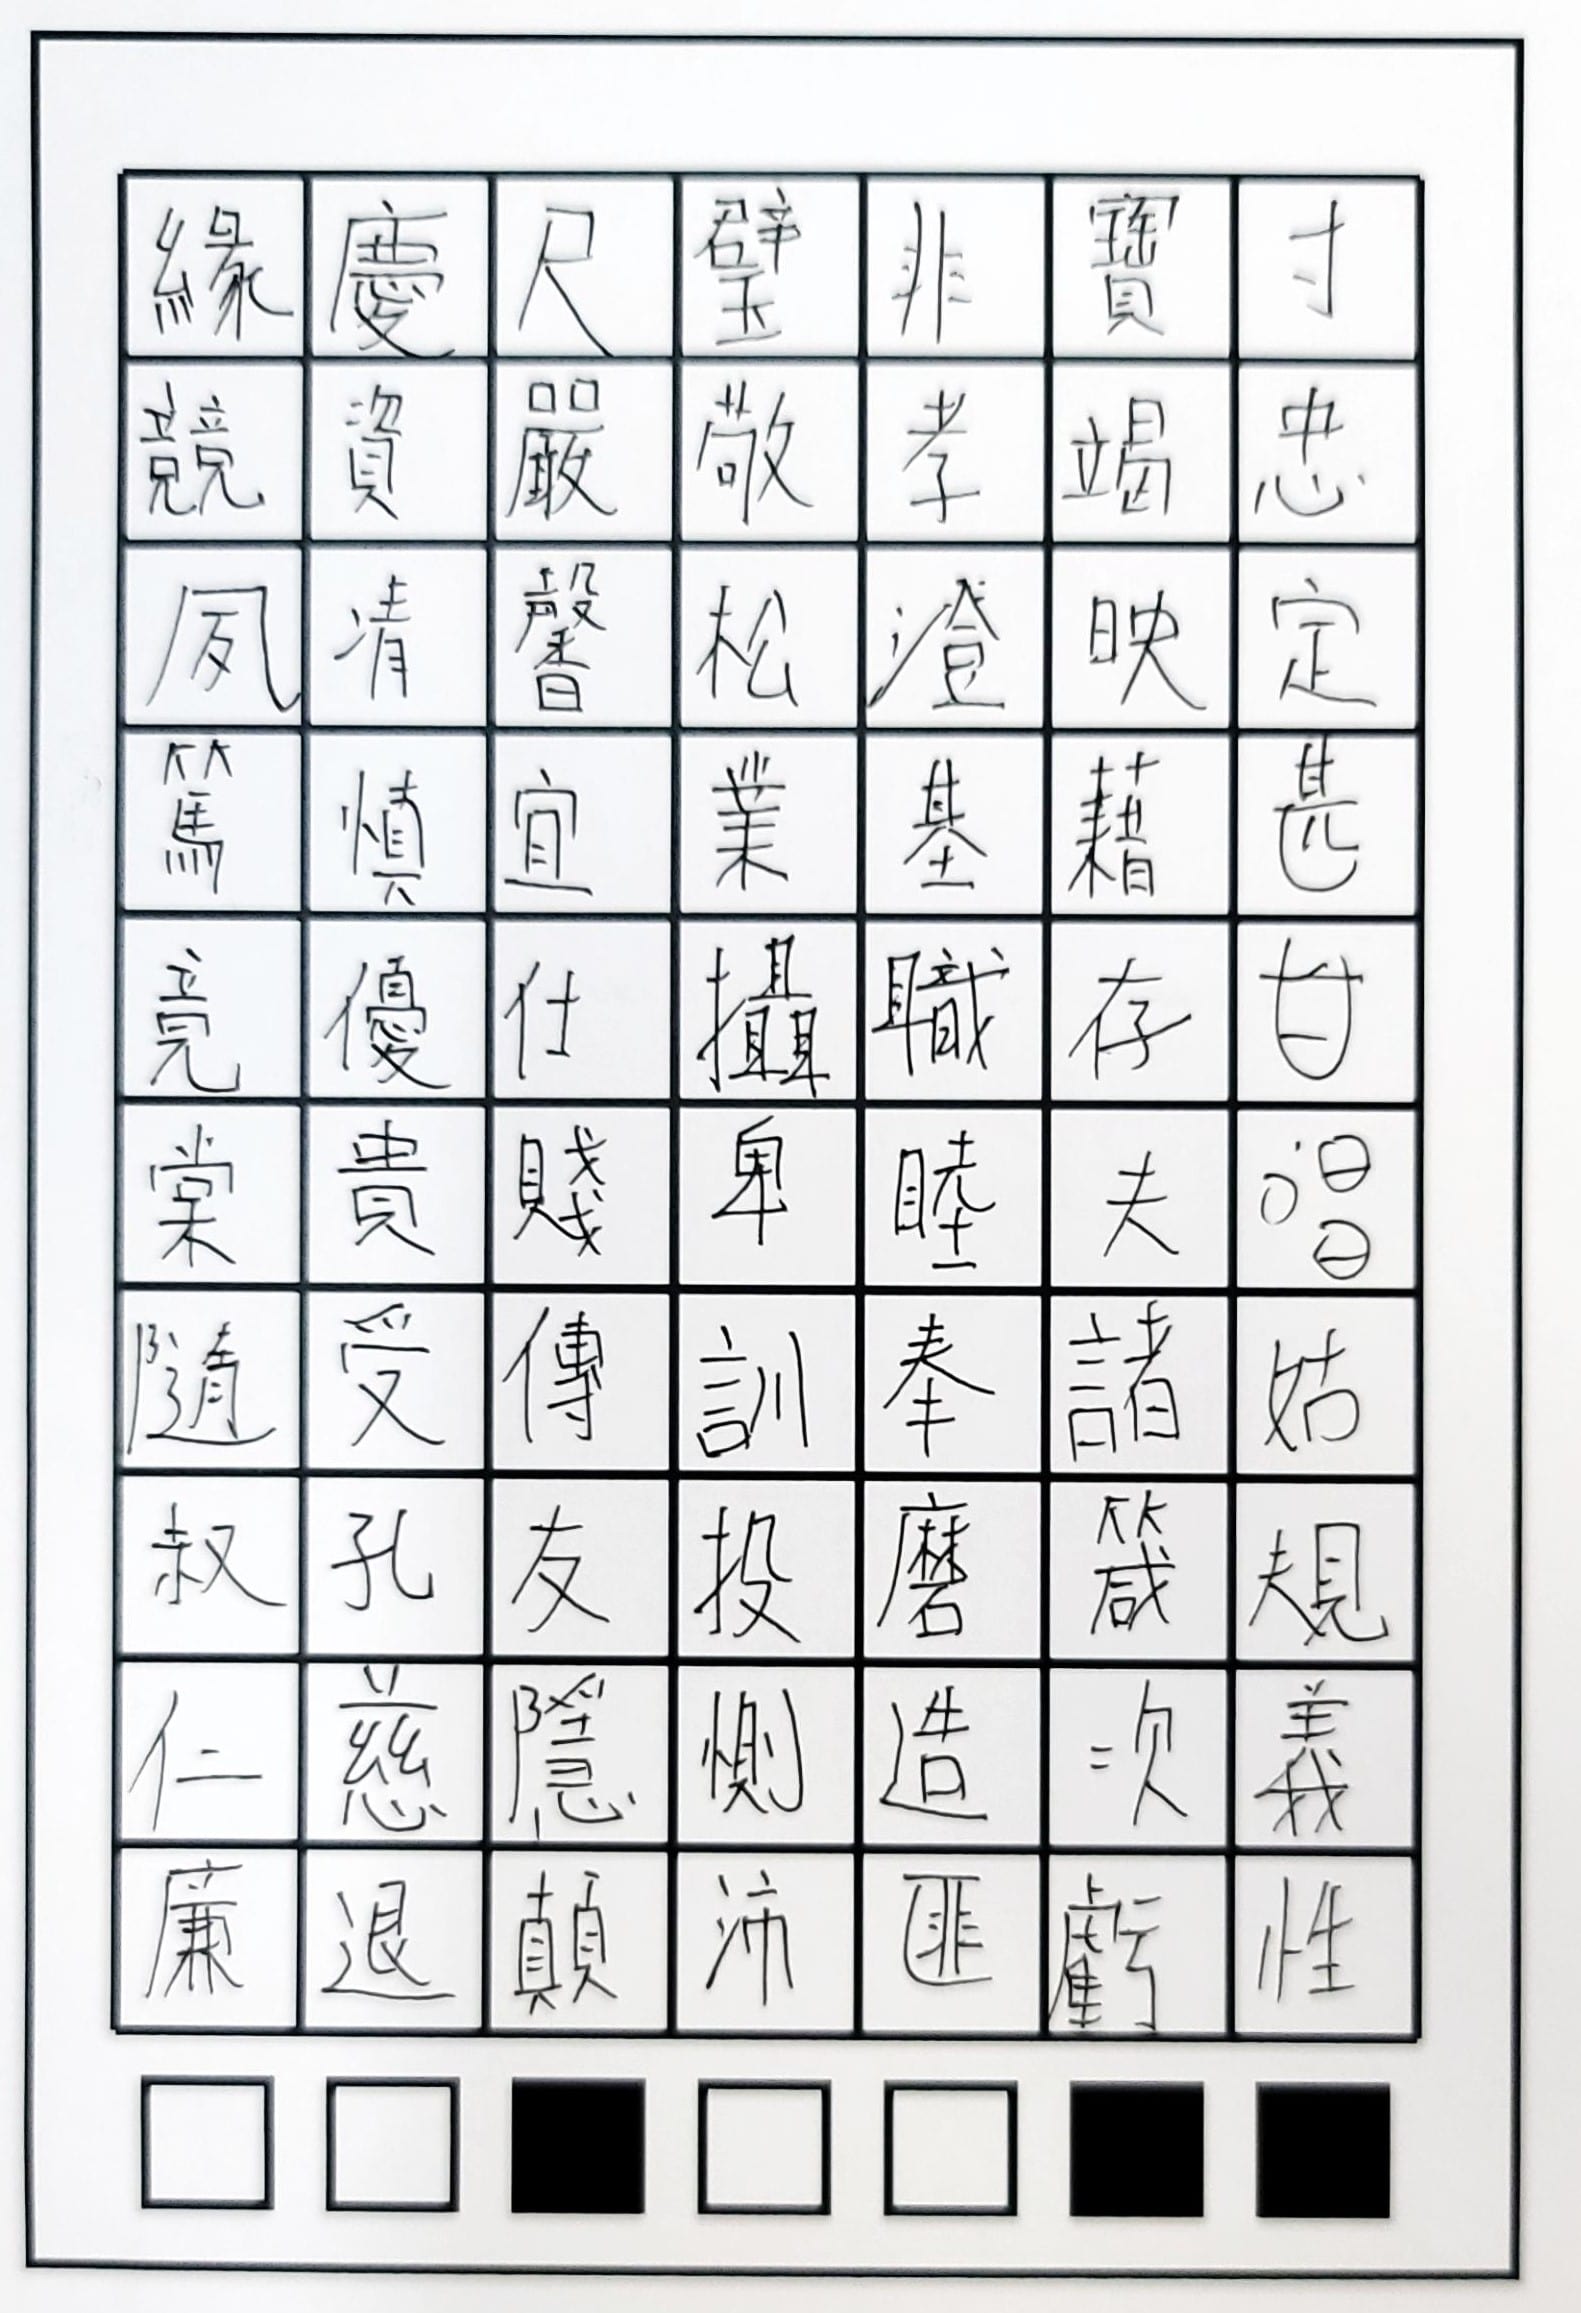 緣慶尺璧非寶寸
競資嚴敬孝竭忠
夙凊馨松澄映定
篤慎宜業基藉甚
竟優仕攝職存甘
棠貴賤卑睦夫唱
隨受傳訓奉諸姑
叔孔友投磨箴規
仁慈隱惻造次義
廉退顛沛匪虧性